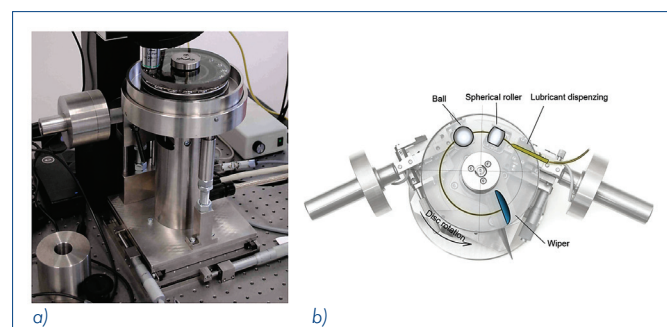 Ball
Spherical roller
Lubricant dispenzing
Wiper
Disc rotation
a)
b)